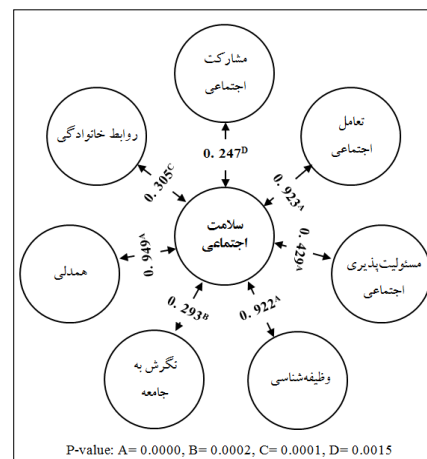 مشارکت
اجتماعی
تعامل
اجتماعی
روابط خانوادگی
0.247D
0.305C
0.923A
سلامت
اجتماعی
همدلی
0.949A
0.429A
مسئولیت‌پذیری
اجتماعی
0.293B
0.922A
نگرش به
جامعه
وظیفه‌شناسی
P-value: A= 0.0000, B= 0.0002, C= 0.0001, D= 0.0015